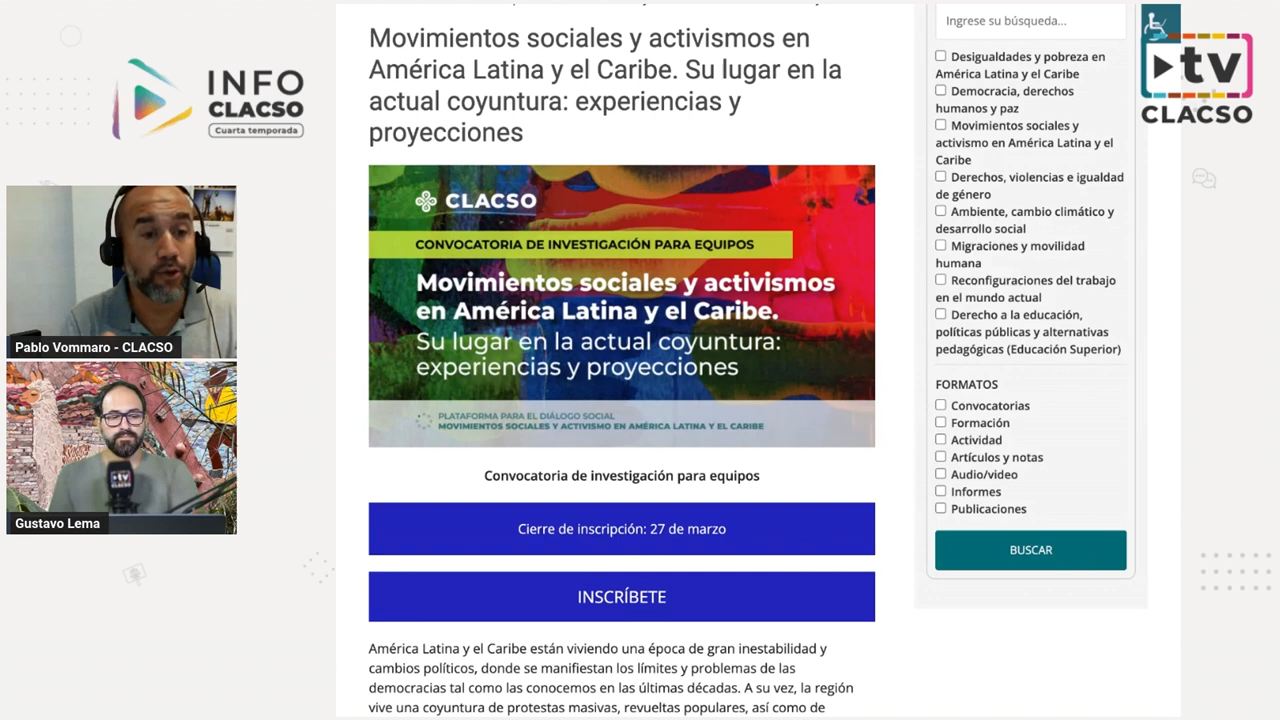 INFO
CLACSO
Cuarta temporada
Pablo Vommaro - CLACSO
tv
Gustavo Lema
Movimientos sociales y activismos en
América Latina y el Caribe. Su lugar en la
actual coyuntura: experiencias y
proyecciones
CLACSO
CONVOCATORIA DE INVESTIGACIÓN PARA EQUIPOS
Movimientos sociales y activismos
en América Latina y el Caribe.
Su lugar en la actual coyuntura:
experiencias y proyecciones
PLATAFORMA PARA EL DIÁLOGO SOCIAL
MOVIMIENTOS SOCIALES Y ACTIVISMO EN AMÉRICA LATINA Y EL CARIBE
Convocatoria de investigación para equipos
Cierre de inscripción: 27 de marzo
INSCRÍBETE
América Latina y el Caribe están viviendo una época de gran inestabilidad y
cambios políticos, donde se manifiestan los límites y problemas de las
democracias tal como las conocemos en las últimas décadas. A su vez, la región
vive una coyuntura de protestas masivas, revueltas populares, así como de
Ingrese su búsqueda...
Desigualdades y pobreza en
América Latina y el Caribe
Democracia, derechos
humanos y paz
Movimientos sociales y
activismo en América Latina y el
Caribe
Derechos, violencias e igualdad
de género
Ambiente, cambio climático y
desarrollo social
Migraciones y movilidad
humana
Reconfiguraciones del trabajo
en el mundo actual
Derecho a la educación,
políticas públicas y alternativas
pedagógicas (Educación Superior)
FORMATOS
Convocatorias
Formación
Actividad
Artículos y notas
Audio/video
Informes
Publicaciones
BUSCAR
tv
CLACSO